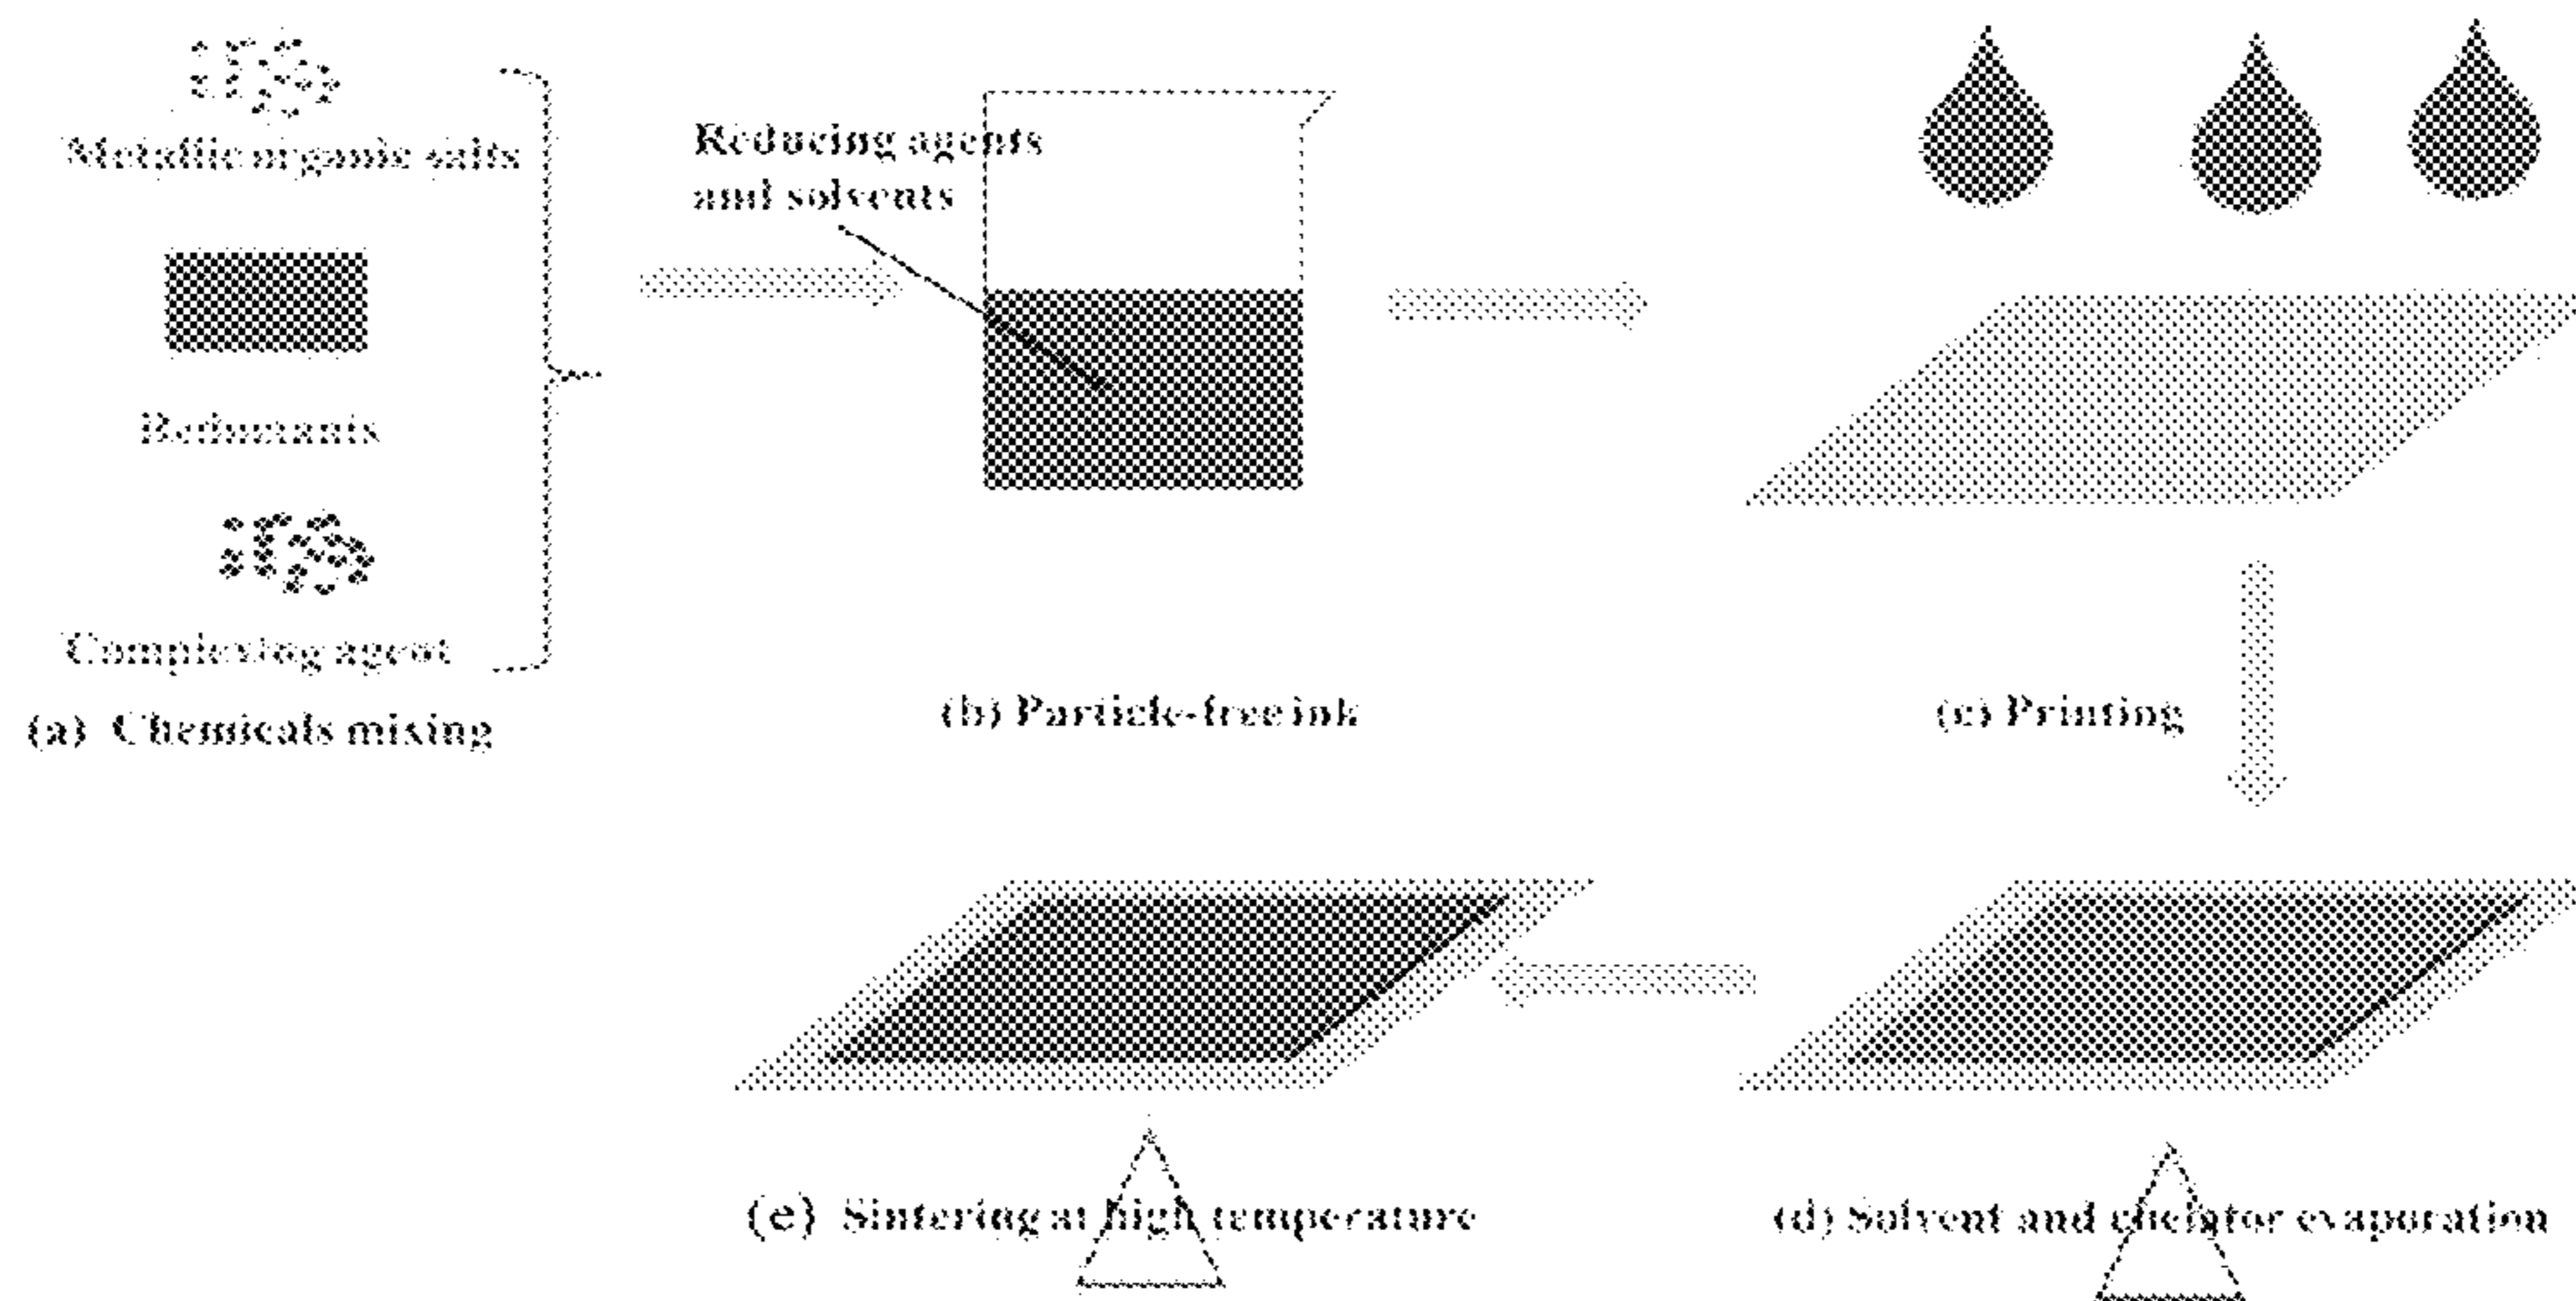 Metallic organic salts
Reductants
Complexing agent
(a) Chemicals mixing
Reducing agents
and solvents
(b) Particle-free ink
(c) Printing
(e) Sintering at high temperature
(d) Solvent and chelator evaporation